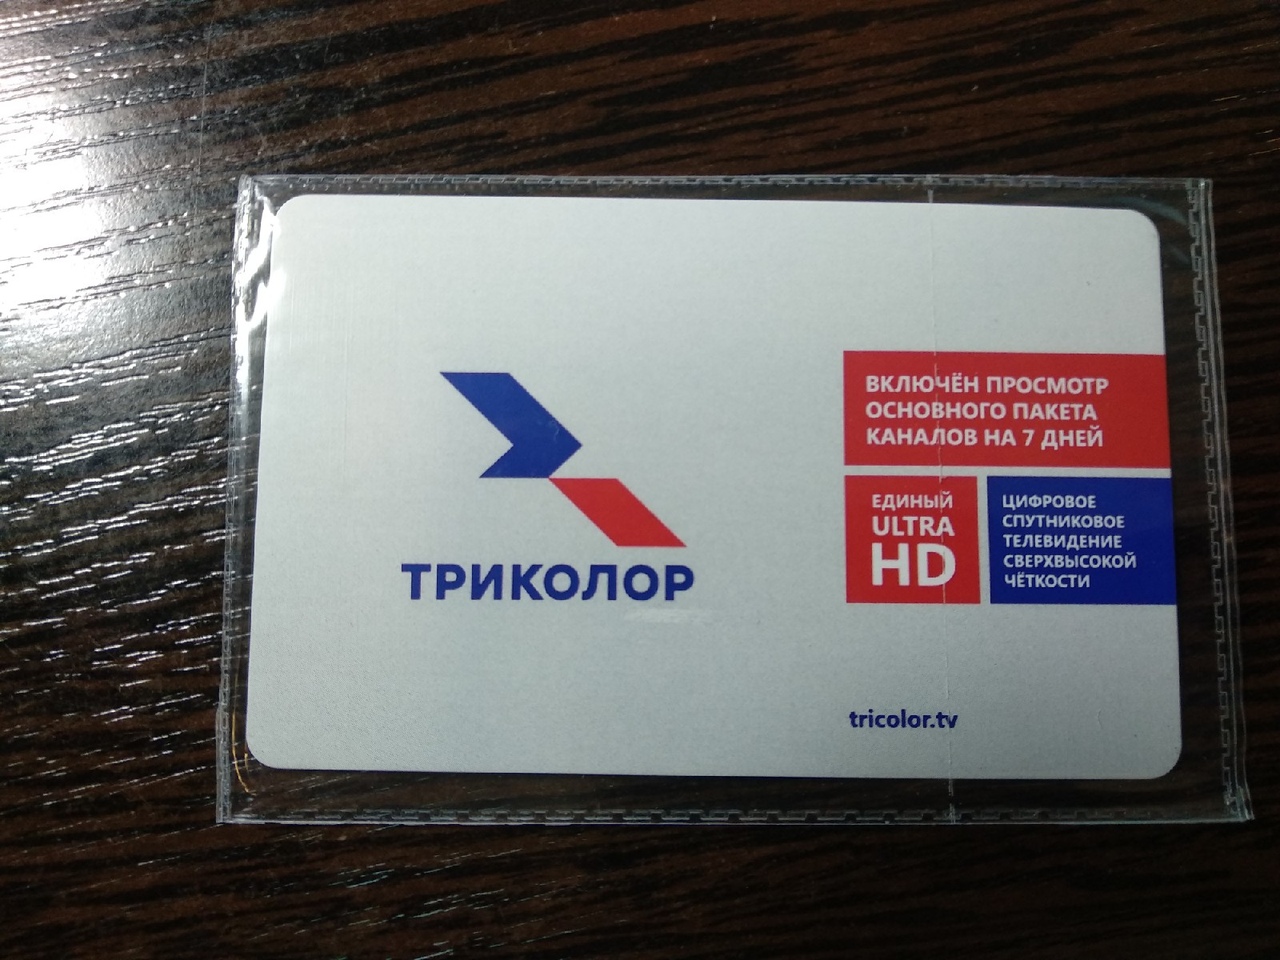 ТРИКОЛОР
ВКЛЮЧЁН ПРОСМОТР
ОСНОВНОГО ПАКЕТА
КАНАЛОВ НА 7 ДНЕЙ
ЕДИНЫЙ
ULTRA
HD
ЦИФРОВОЕ
СПУТНИКОВОЕ
ТЕЛЕВИДЕНИЕ
СВЕРХВЫСОКОЙ
ЧЁТКОСТИ
tricolor.tv